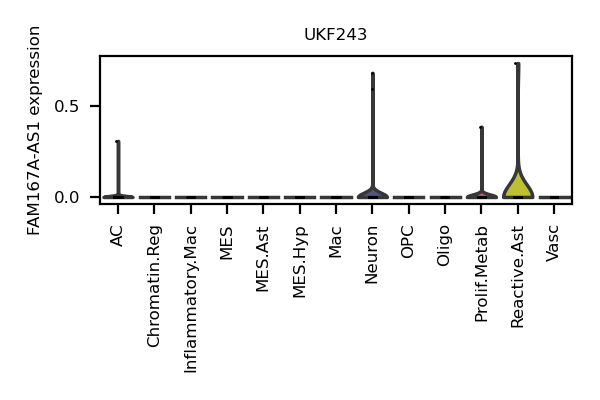 UKF243
FAM167A-AS1 expression
0.5
0.0
AC
Chromatin.Reg
Inflammatory.Mac
MES
MES.Ast
MES.Hyp
Mac
Neuron
OPC
Oligo
Prolif.Metab
Reactive.Ast
Vasc